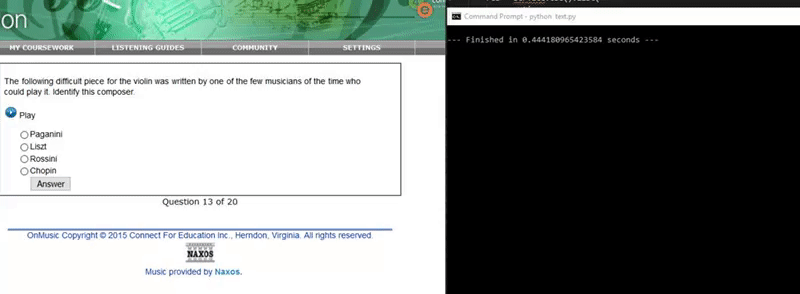 on
MY COURSEWORK
LISTENING GUIDES
COMMUNITY
SETTINGS
The following difficult piece for the violin was written by one of the few musicians of the time who
could play it. Identify this composer.
Play
Paganini
Liszt
Rossini
Chopin
Answer
Question 13 of 20
OnMusic Copyright © 2015 Connect For Education Inc., Herndon, Virginia. All rights reserved.
NAXOS
Music provided by Naxos.
Command Prompt - python test.py
--- Finished in 0.444180965423584 seconds ---